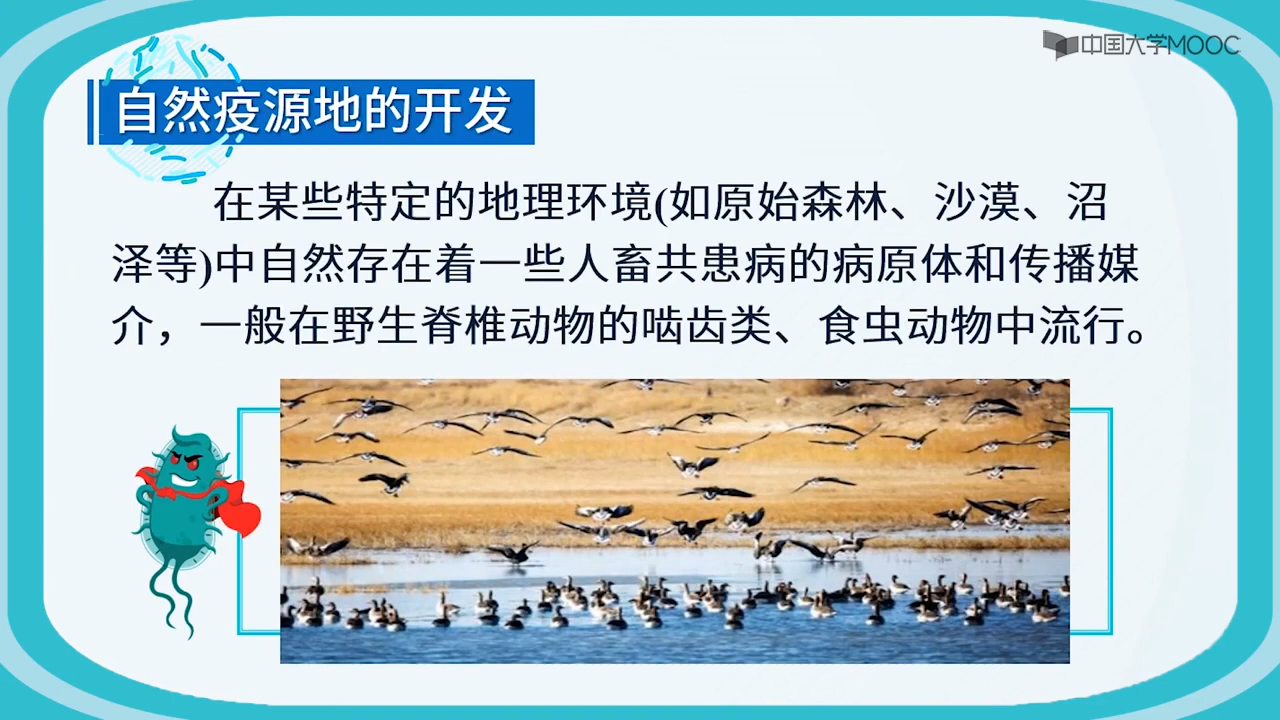 中国大学MOOC
自然疫源地的开发
在某些特定的地理环境(如原始森林、沙漠、沼
泽等)中自然存在着一些人畜共患病的病原体和传播媒
介，一般在野生脊椎动物的啮齿类、食虫动物中流行。